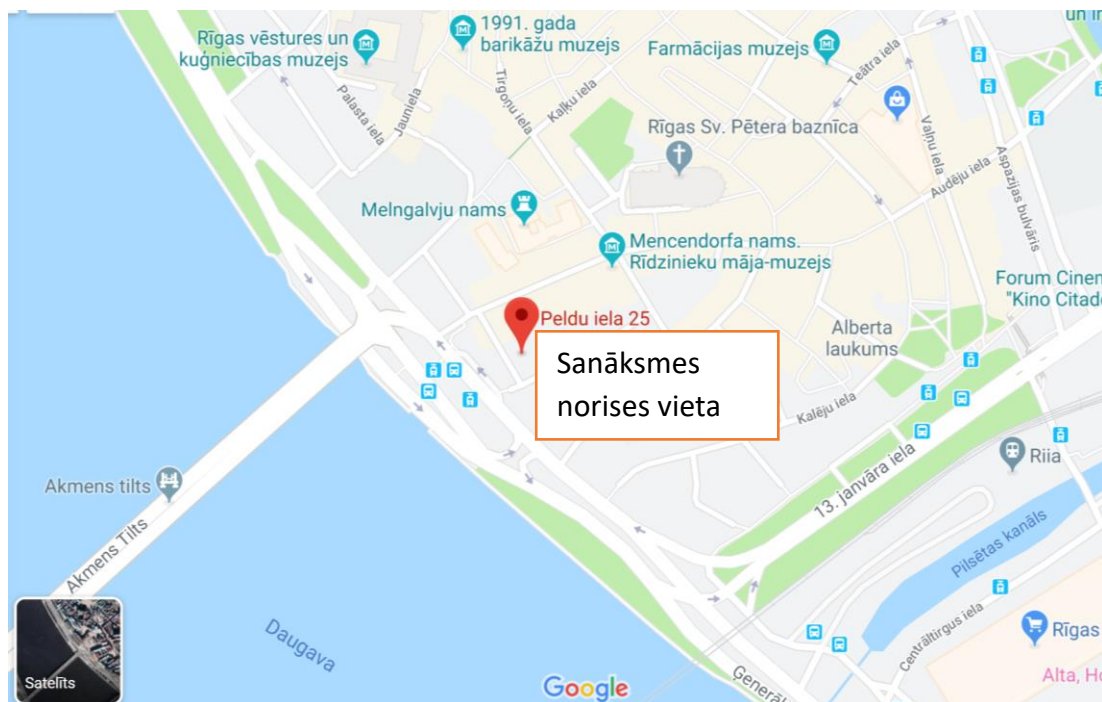 Rīgas vēstures un
kuģniecības muzejs
1991. gada
barikāžu muzejs
Farmācijas muzejs
Teātra iela
Palasta iela
Jauniela
Tirgoņu iela
Kaļķu iela
Rīgas Sv. Pētera baznīca
Vaļņu iela
Audēju iela
Aspazijas bulvāris
Melngalvju nams
Mencendorfa nams.
Rīdzinieku māja-muzejs
Forum Cinem
"Kino Citad
Peldu iela 25
Alberta
laukums
Sanāksmes
norises vieta
Kalēju iela
Riia
13. janvāra iela
Akmens tilts
Akmens Tilts
Pilsētas kanāls
Centrāltirgus iela
Daugava
Rīgas
Alta, Ho
Satelīts
Google
Ģenerāļ